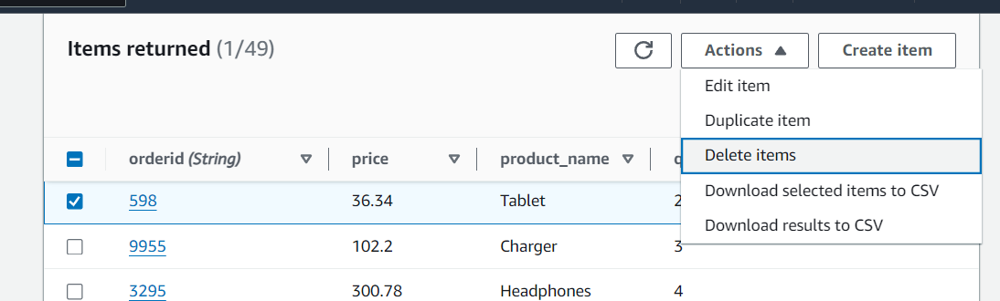 Items returned (1/49)
Actions
Create item
Edit item
Duplicate item
Delete items
Download selected items to CSV
Download results to CSV
orderid (String) price product_name q
598 36.34 Tablet 2
9955 102.2 Charger 3
3295 300.78 Headphones 4